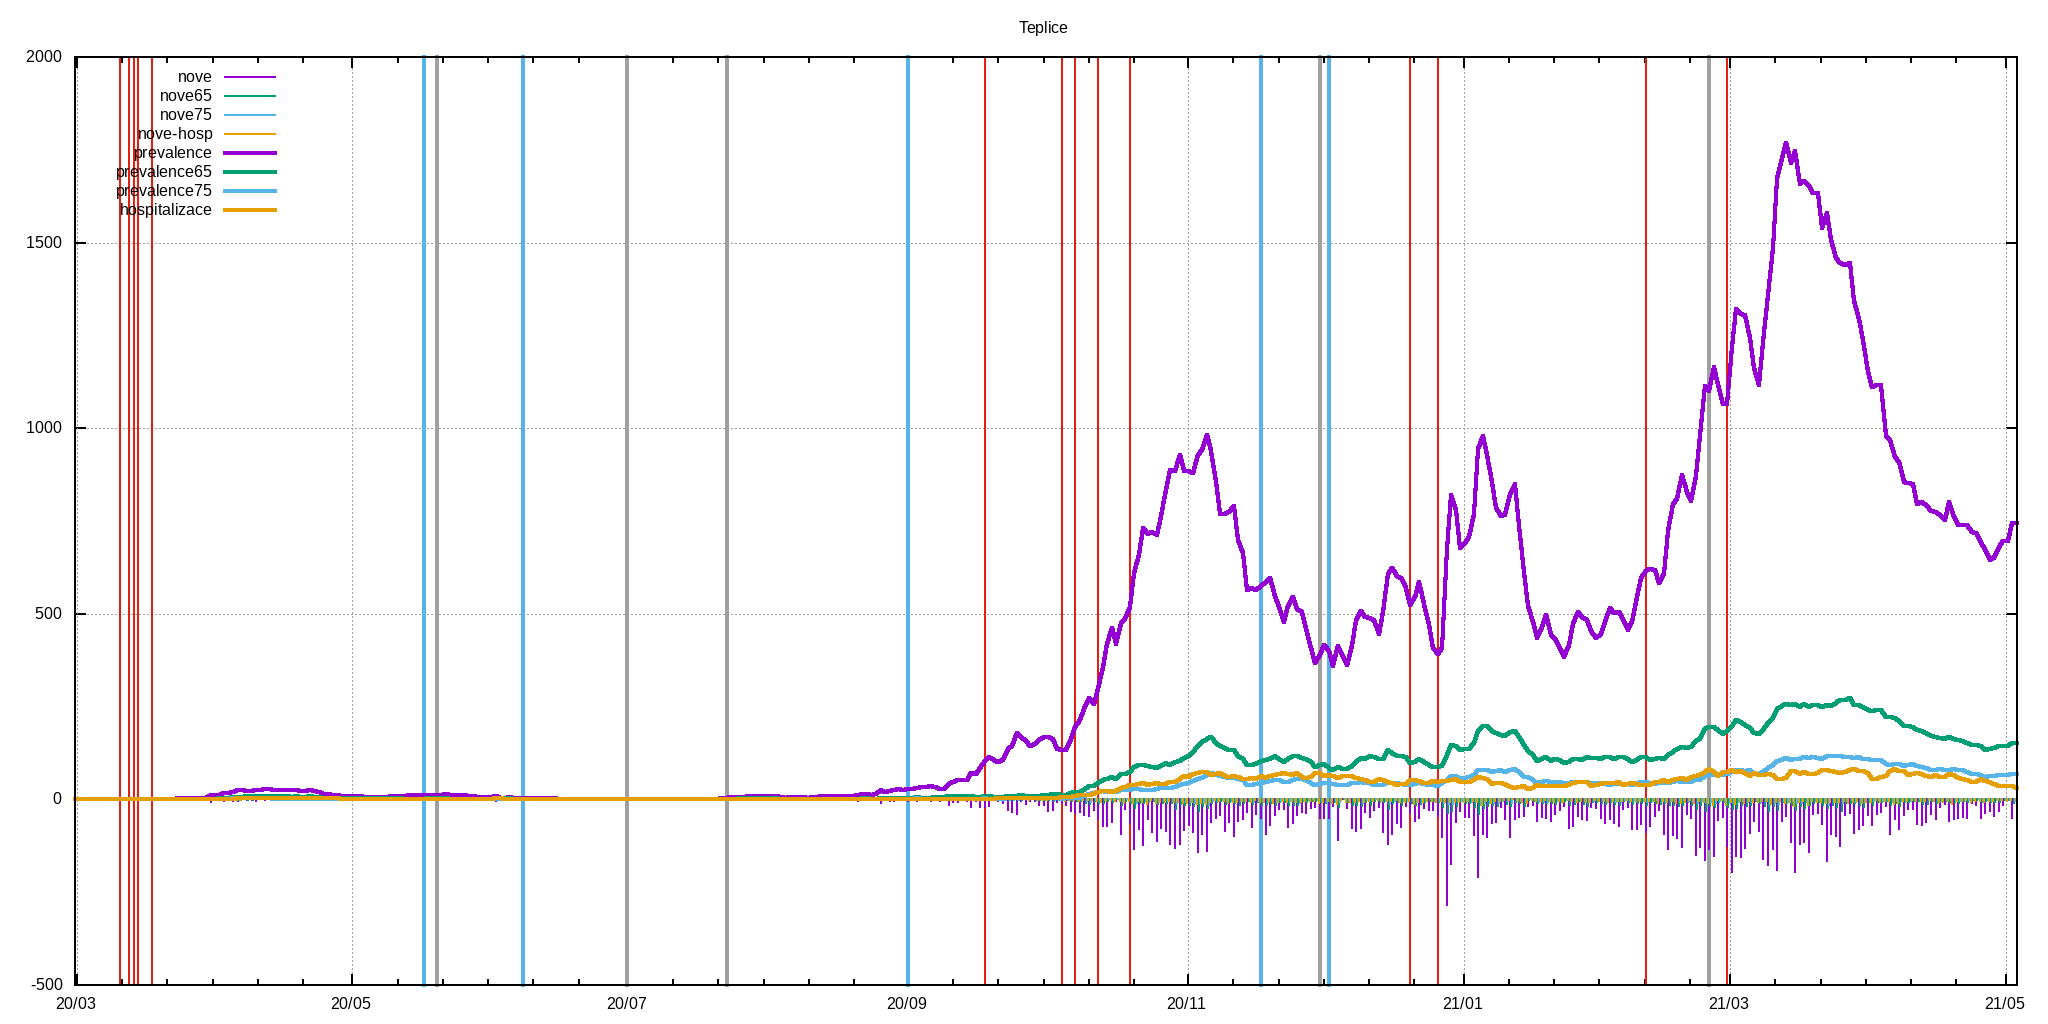 Teplice
2000
1500
1000
500
0
-500
nove
nove65
nove75
nove-hosp
prevalence
prevalence65
prevalence75
hospitalizace
20/03 20/05 20/07 20/09 20/11 21/01 21/03 21/05